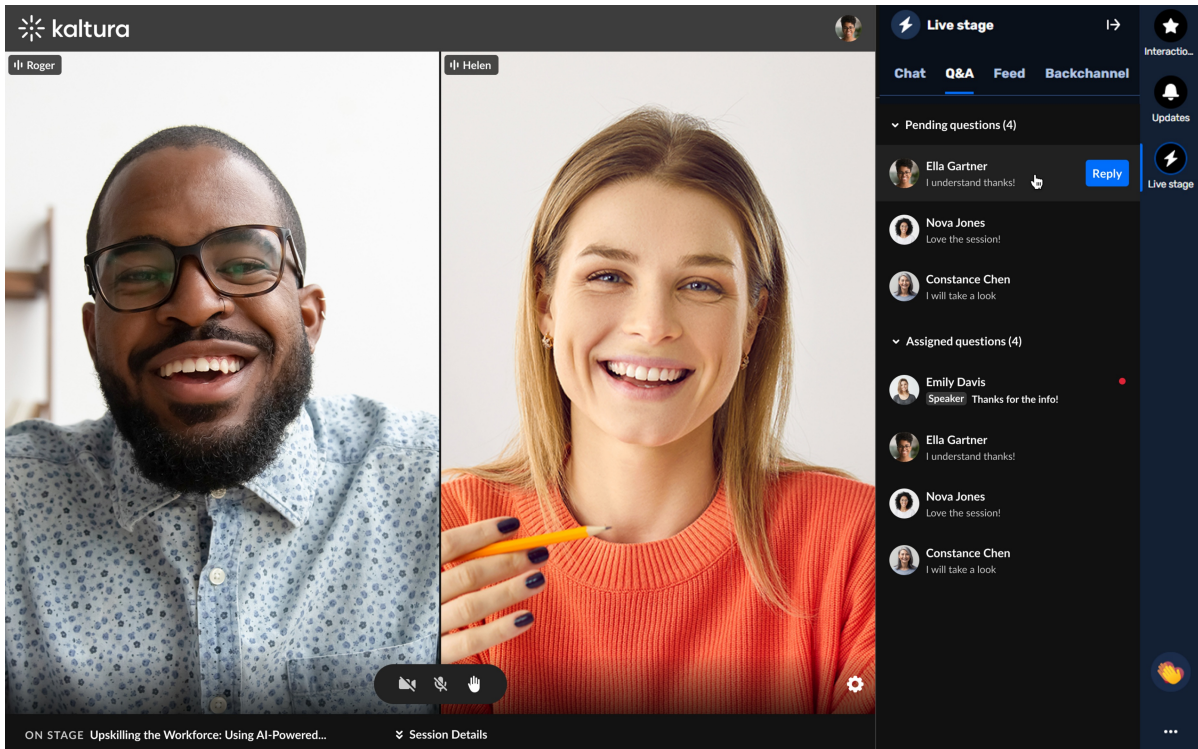 kaltura
Roger
Helen
ON STAGE Upskilling the Workforce: Using AI-Powered...
Session Details
Live stage
Chat Q&A Feed Backchannel
Pending questions (4)
Ella Gartner
I understand thanks!
Reply
Nova Jones
Love the session!
Constance Chen
I will take a look
Assigned questions (4)
Emily Davis
Speaker Thanks for the info!
Ella Gartner
I understand thanks!
Nova Jones
Love the session!
Constance Chen
I will take a look
Interactio...
Updates
Live stage